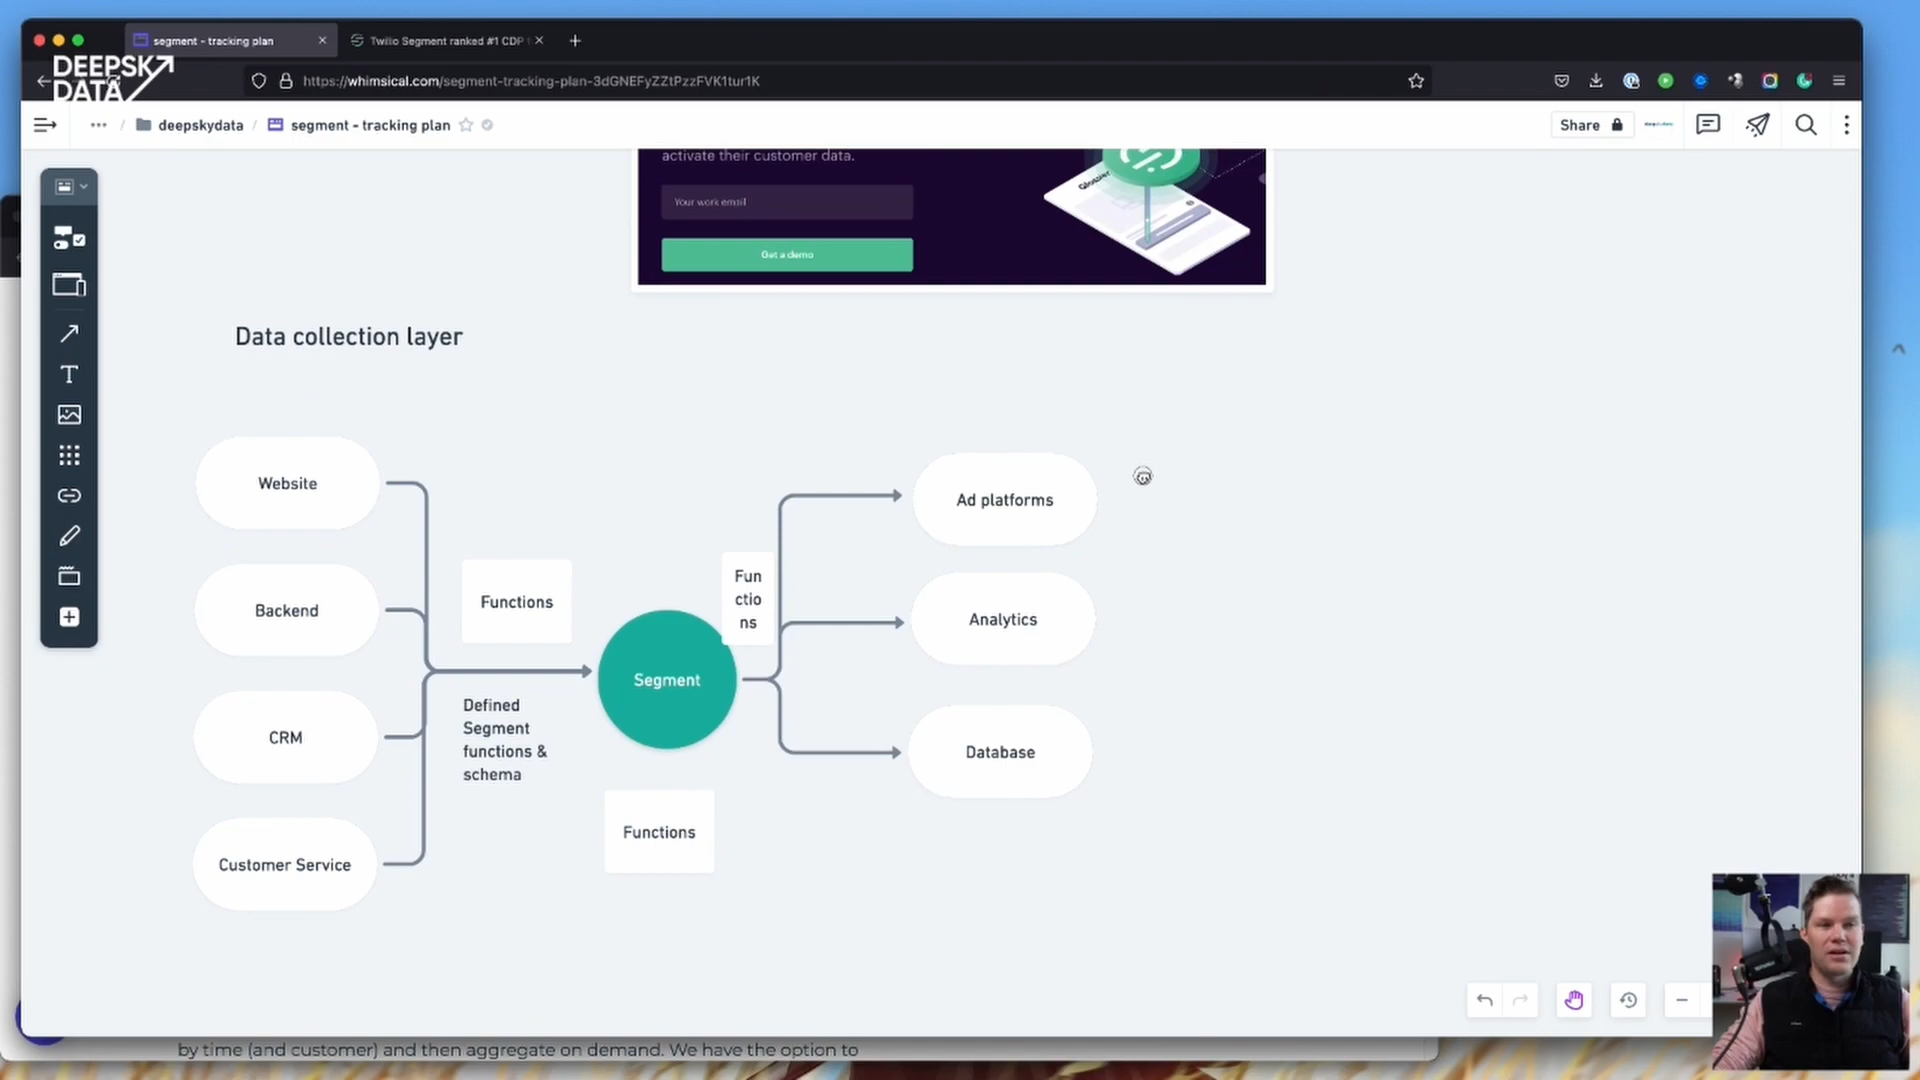 segment - tracking plan
Twilio Segment ranked #1 CDP
DEEPSK
DATA
https://whimsical.com/segment-tracking-plan-3dGNEFyZZtPzzFVK1tur1K
deepskydata / segment - tracking plan
Share
activate their customer data.
Your work email
Glossier
Get a demo
Data collection layer
Website
Ad platforms
Fun
ctio
ns
Functions
Backend
Analytics
Segment
Defined
Segment
functions &
schema
CRM
Database
Functions
Customer Service
by time (and customer) and then aggregate on demand. We have the option to